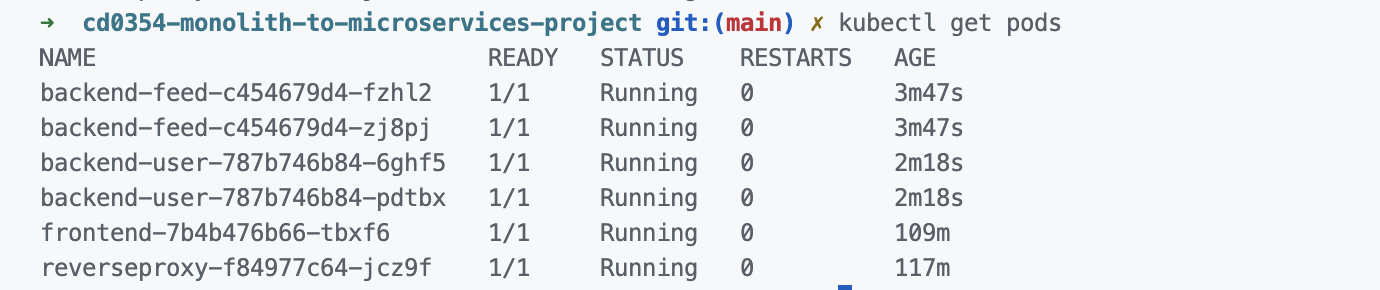 ➜ cd0354-monolith-to-microservices-project git:(main) ✗ kubectl get pods
NAME READY STATUS RESTARTS AGE
backend-feed-c454679d4-fzhl2 1/1 Running 0 3m47s
backend-feed-c454679d4-zj8pj 1/1 Running 0 3m47s
backend-user-787b746b84-6ghf5 1/1 Running 0 2m18s
backend-user-787b746b84-pdtbx 1/1 Running 0 2m18s
frontend-7b4b476b66-tbxf6 1/1 Running 0 109m
reverseproxy-f84977c64-jcz9f 1/1 Running 0 117m